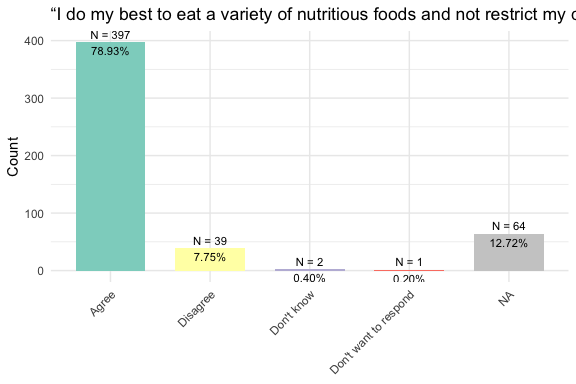 “I do my best to eat a variety of nutritious foods and not restrict my
Count
400
300
200
100
0
N = 397
78.93%
N = 39
7.75%
N = 2
0.40%
N = 1
0.20%
N = 64
12.72%
Agree
Disagree
Don't know
Don't want to respond
NA